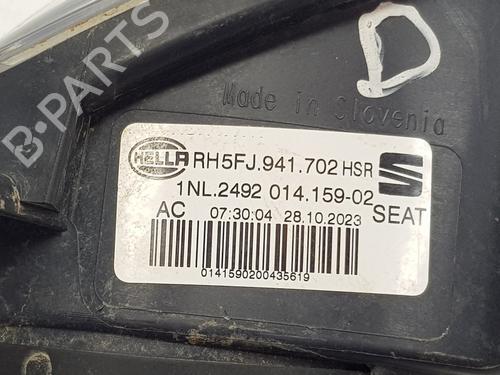 D
Made in Slovenia
HELLA RH5FJ.941.702 HSR
1NL.2492 014.159-02
AC 07:30:04 28.10.2023 SEAT
0141590200435619
B-PARTS